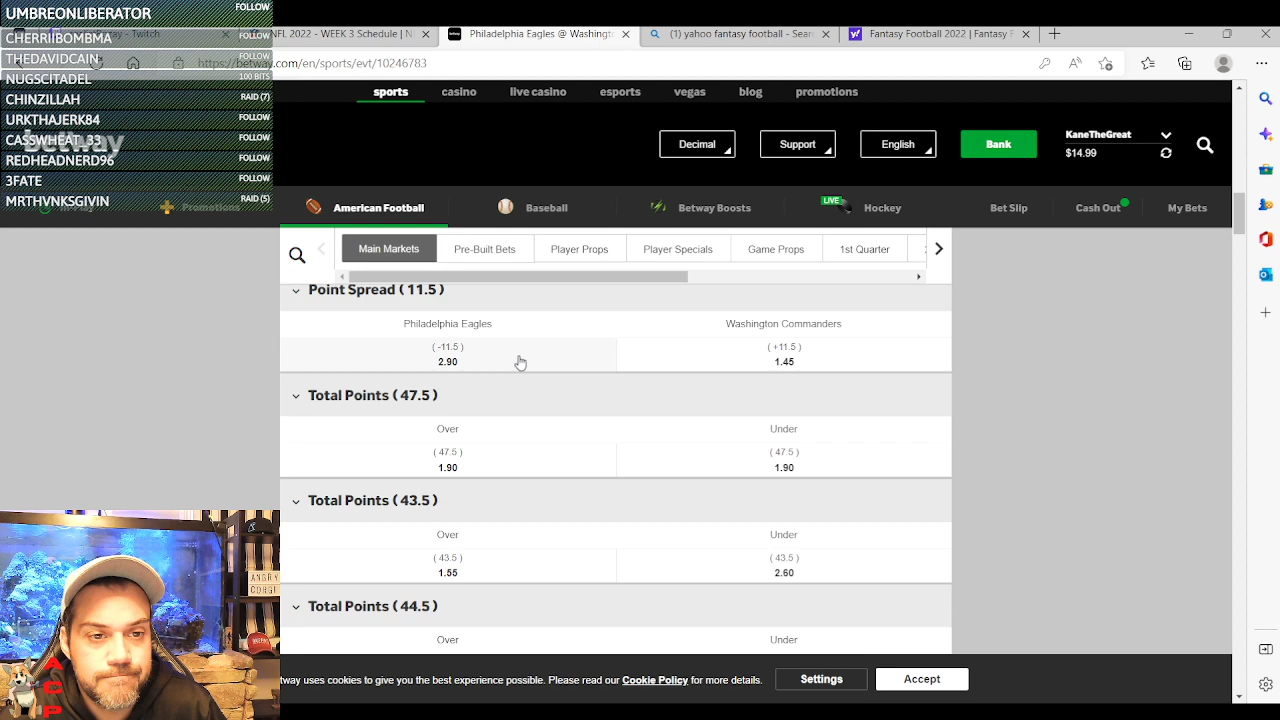 UMBREONLIBERATOR FOLLOW
CHERRIIBOMBMA FOLLOW
THEDAVIDCAIN FOLLOW
NUGSCITADEL 100 BITS
CHINZILLAH RAID (7)
URKTHAJERK84 FOLLOW
CASSWHEAT_33 FOLLOW
REDHEADNERD96 FOLLOW
3FATE FOLLOW
MRTHVNKSGIVIN RAID (5)
Twitch
NFL 2022 - WEEK 3 Schedule | N
Philadelphia Eagles @ Washingt
(1) yahoo fantasy football - Sear
Fantasy Football 2022 | Fantasy F
https://betway.com/en/sports/evt/10246783
sports casino live casino esports vegas blog promotions
betway
Decimal Support English Bank KaneTheGreat
$14.99
Promotions American Football Baseball Betway Boosts LIVE Hockey Bet Slip Cash Out My Bets
Main Markets Pre-Built Bets Player Props Player Specials Game Props 1st Quarter
Point Spread ( 11.5 )
Philadelphia Eagles Washington Commanders
( -11.5 ) ( +11.5 )
2.90 1.45
Total Points ( 47.5 )
Over Under
( 47.5 ) ( 47.5 )
1.90 1.90
Total Points ( 43.5 )
Over Under
( 43.5 ) ( 43.5 )
1.55 2.60
Total Points ( 44.5 )
Over Under
tway uses cookies to give you the best experience possible. Please read our Cookie Policy for more details. Settings Accept
ANGRY
CORGI
A
C
P